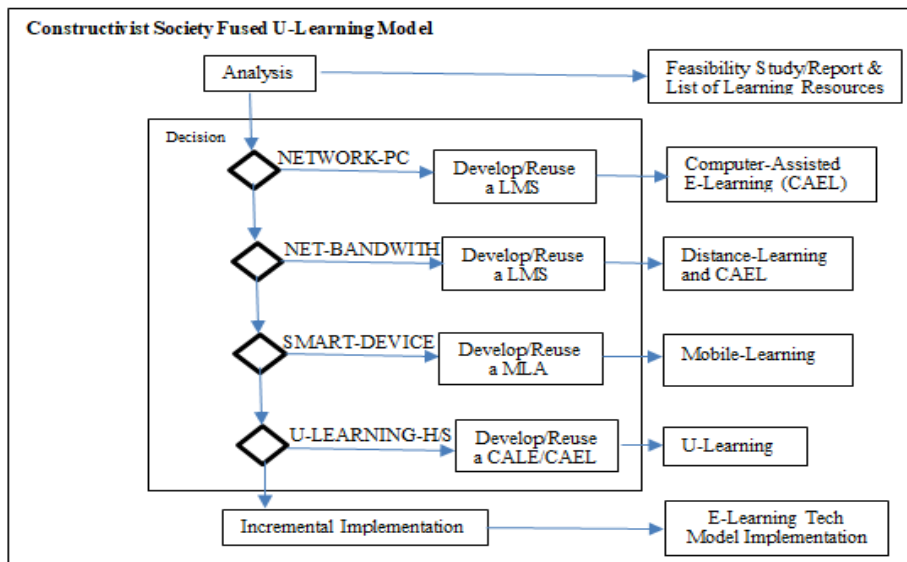 Constructivist Society Fused U-Learning Model
Analysis
Feasibility Study/Report &
List of Learning Resources
Decision
NETWORK-PC
Develop/Reuse
a LMS
Computer-Assisted
E-Learning (CAEL)
NET-BANDWITH
Develop/Reuse
a LMS
Distance-Learning
and CAEL
SMART-DEVICE
Develop/Reuse
a MLA
Mobile-Learning
U-LEARNING-H/S
Develop/Reuse
a CALE/CAEL
U-Learning
Incremental Implementation
E-Learning Tech
Model Implementation